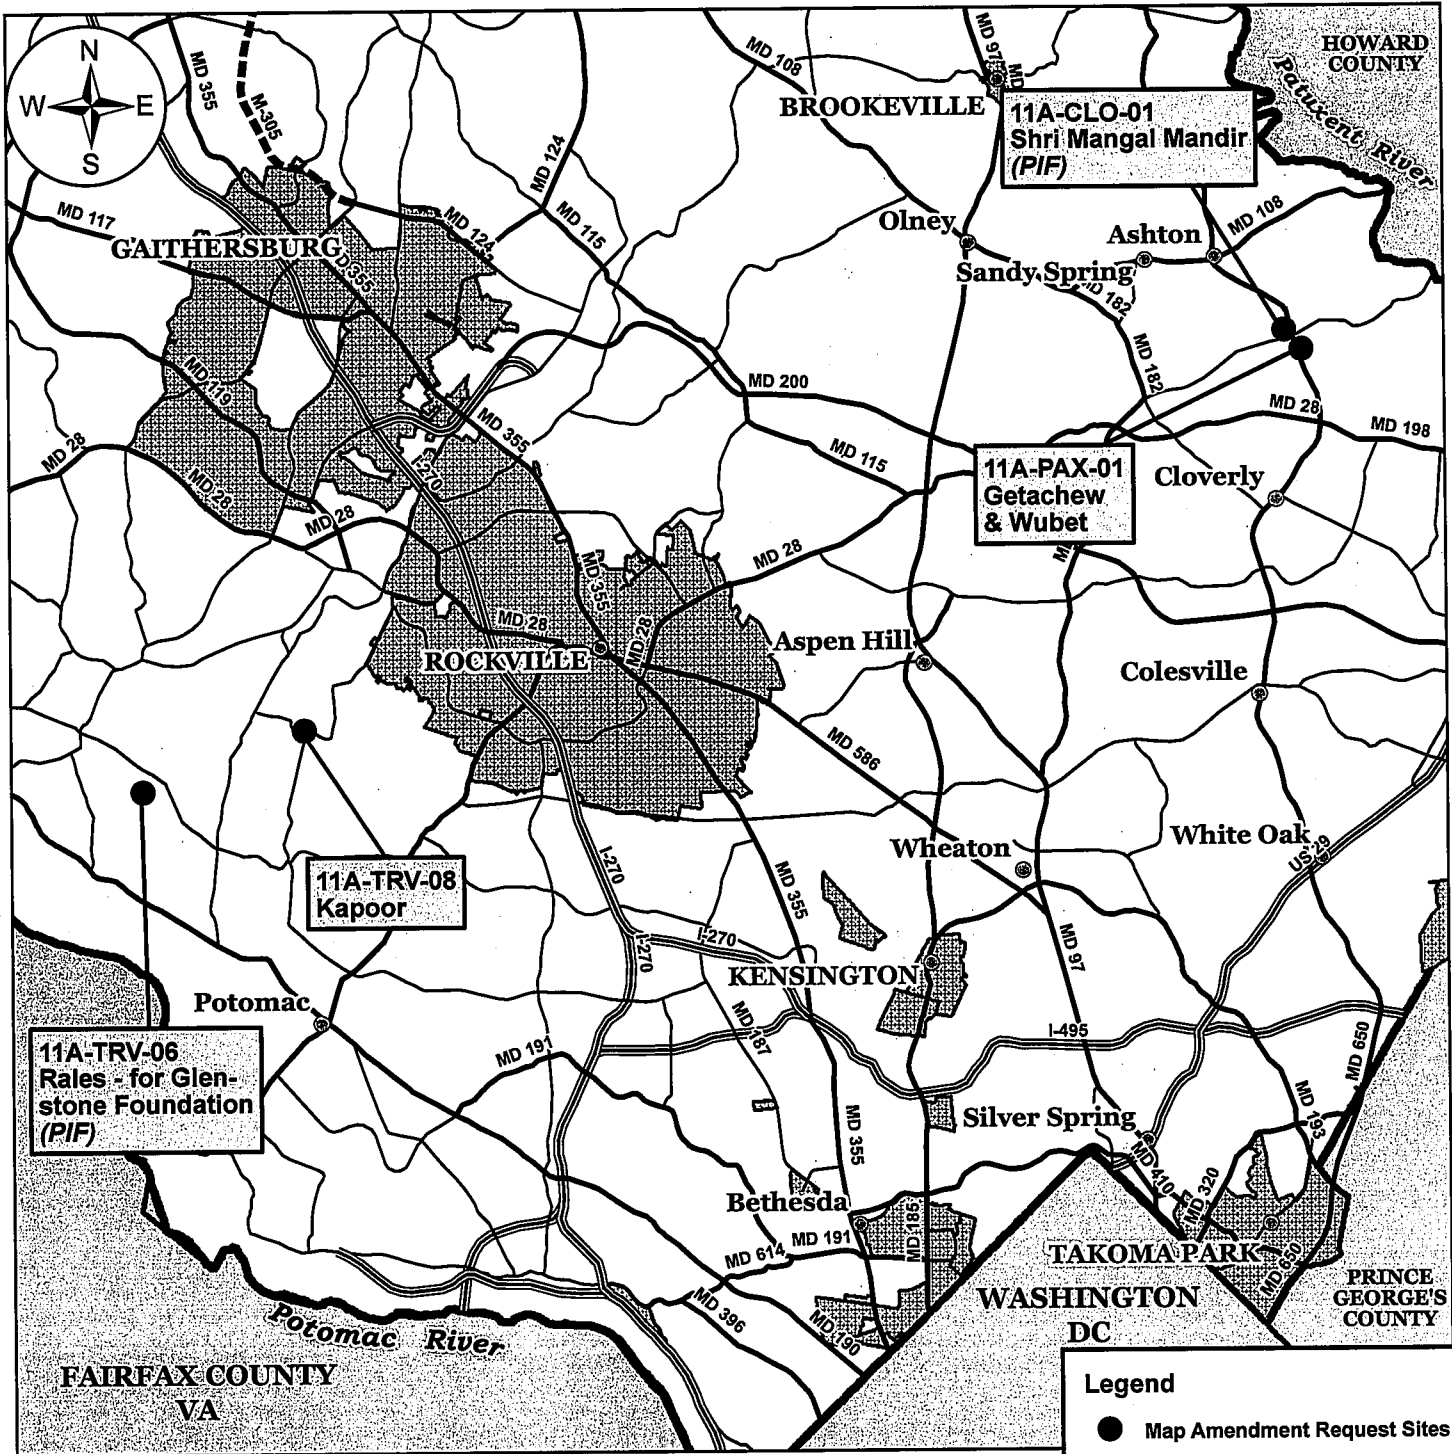 HOWARD
COUNTY
Patuxent River
N
W E
S
MD 355
M-305
MD 108
MD 97
MD
BROOKEVILLE
11A-CLO-01
Shri Mangal Mandir
(PIF)
MD 124
MD 117
MD 124
MD 115
GAITHERSBURG
MD 355
Olney
Ashton
MD 108
Sandy Spring
MD 182
MD 182
MD 119
MD 200
MD 28
MD 198
MD 28
MD 355
I-270
MD 115
11A-PAX-01
Getachew
& Wubet
Cloverly
MD 28
MD 28
MD 28
MD 355
MD 28
MD 28
ROCKVILLE
Aspen Hill
Colesville
MD 586
Wheaton
White Oak
US 29
I-270
11A-TRV-08
Kapoor
MD 355
I-270
I-270
KENSINGTON
MD 97
Potomac
MD 187
I-495
MD 650
MD 191
11A-TRV-06
Rales - for Glen-
stone Foundation
(PIF)
MD 355
Silver Spring
MD 193
MD 410
MD 320
Bethesda
MD 185
MD 614
MD 191
TAKOMA PARK
MD 650
WASHINGTON
DC
PRINCE
GEORGE'S
COUNTY
MD 396
MD 190
Potomac River
FAIRFAX COUNTY
VA
Legend
Map Amendment Request Sites